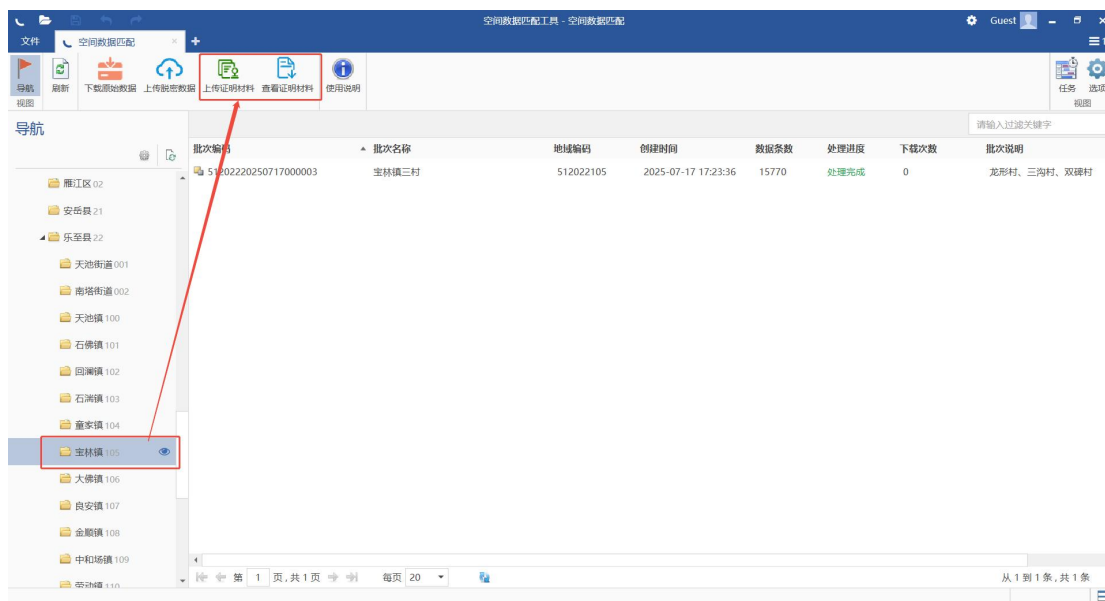 空间数据匹配工具 - 空间数据匹配
Guest
文件
空间数据匹配
导航
刷新
下载原始数据
上传脱密数据
上传证明材料
查看证明材料
使用说明
任务
选项
视图
视图
导航
请输入过滤关键字
批次编码 批次名称 地域编码 创建时间 数据条数 处理进度 下载次数 批次说明
51202220250717000003 宝林镇三村 512022105 2025-07-17 17:23:36 15770 处理完成 0 龙形村、三沟村、双碑村
雁江区 02
安岳县 21
乐至县 22
天池街道 001
南塔街道 002
天池镇 100
石佛镇 101
回澜镇 102
石湍镇 103
童家镇 104
宝林镇 105
大佛镇 106
良安镇 107
金顺镇 108
中和场镇 109
劳动镇 110
第 1 页,共 1 页 每页 20
从 1 到 1 条,共 1 条